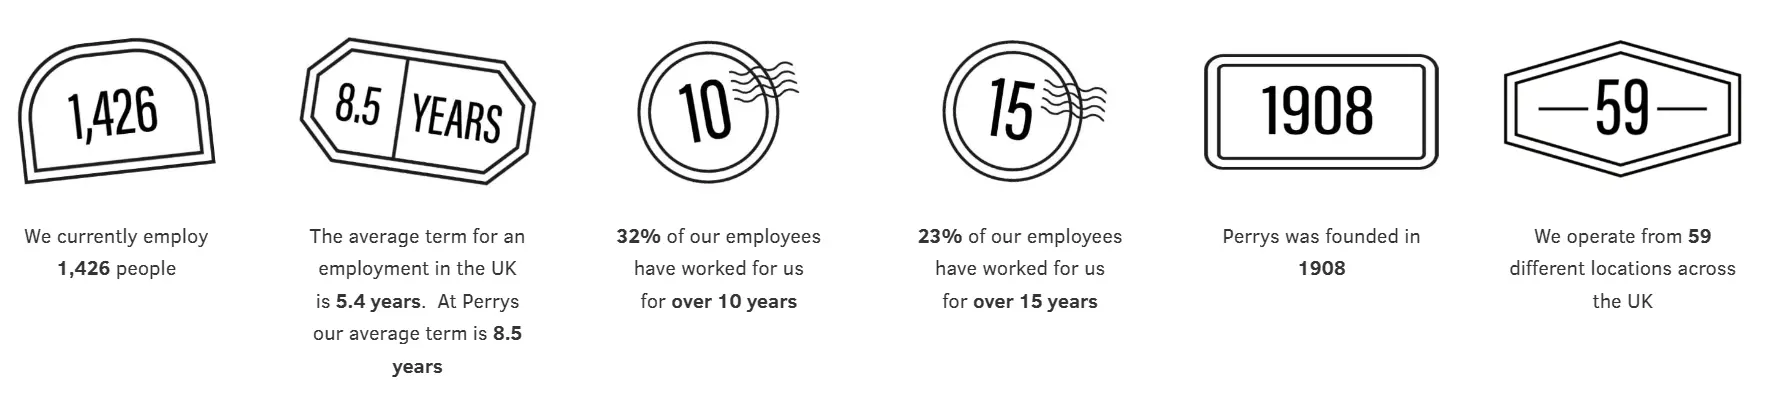 1,426
We currently employ
1,426 people
8.5 YEARS
The average term for an
employment in the UK
is 5.4 years.  At Perrys
our average term is 8.5
years
10
32% of our employees
have worked for us
for over 10 years
15
23% of our employees
have worked for us
for over 15 years
1908
Perrys was founded in
1908
59
We operate from 59
different locations across
the UK